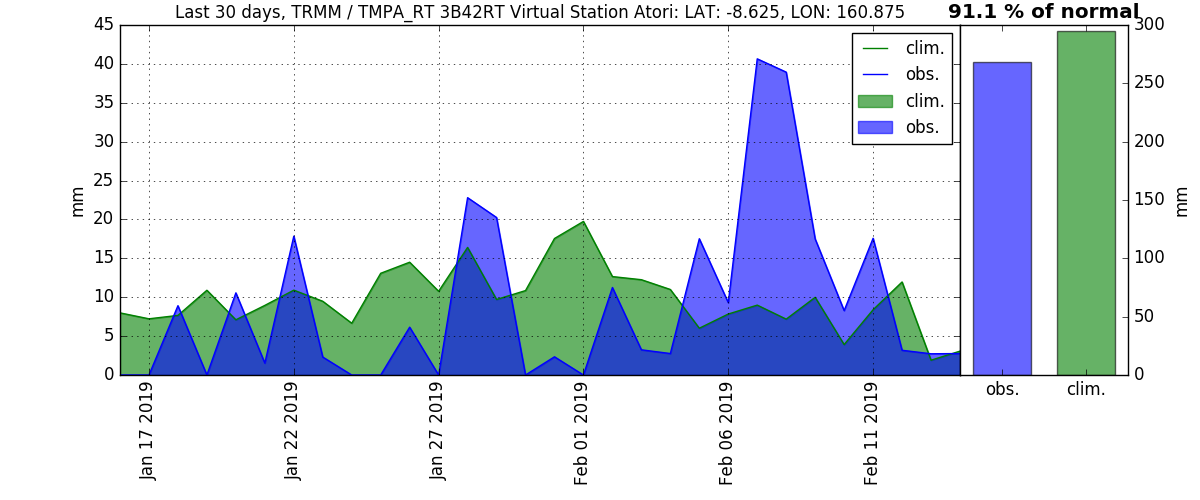 Last 30 days, TRMM / TMPA_RT 3B42RT Virtual Station Atori: LAT: -8.625, LON: 160.875
91.1 % of normal
45
40
35
30
25
20
15
10
5
0
mm
clim.
obs.
clim.
obs.
300
250
200
150
100
50
0
mm
Jan 17 2019
Jan 22 2019
Jan 27 2019
Feb 01 2019
Feb 06 2019
Feb 11 2019
obs.
clim.